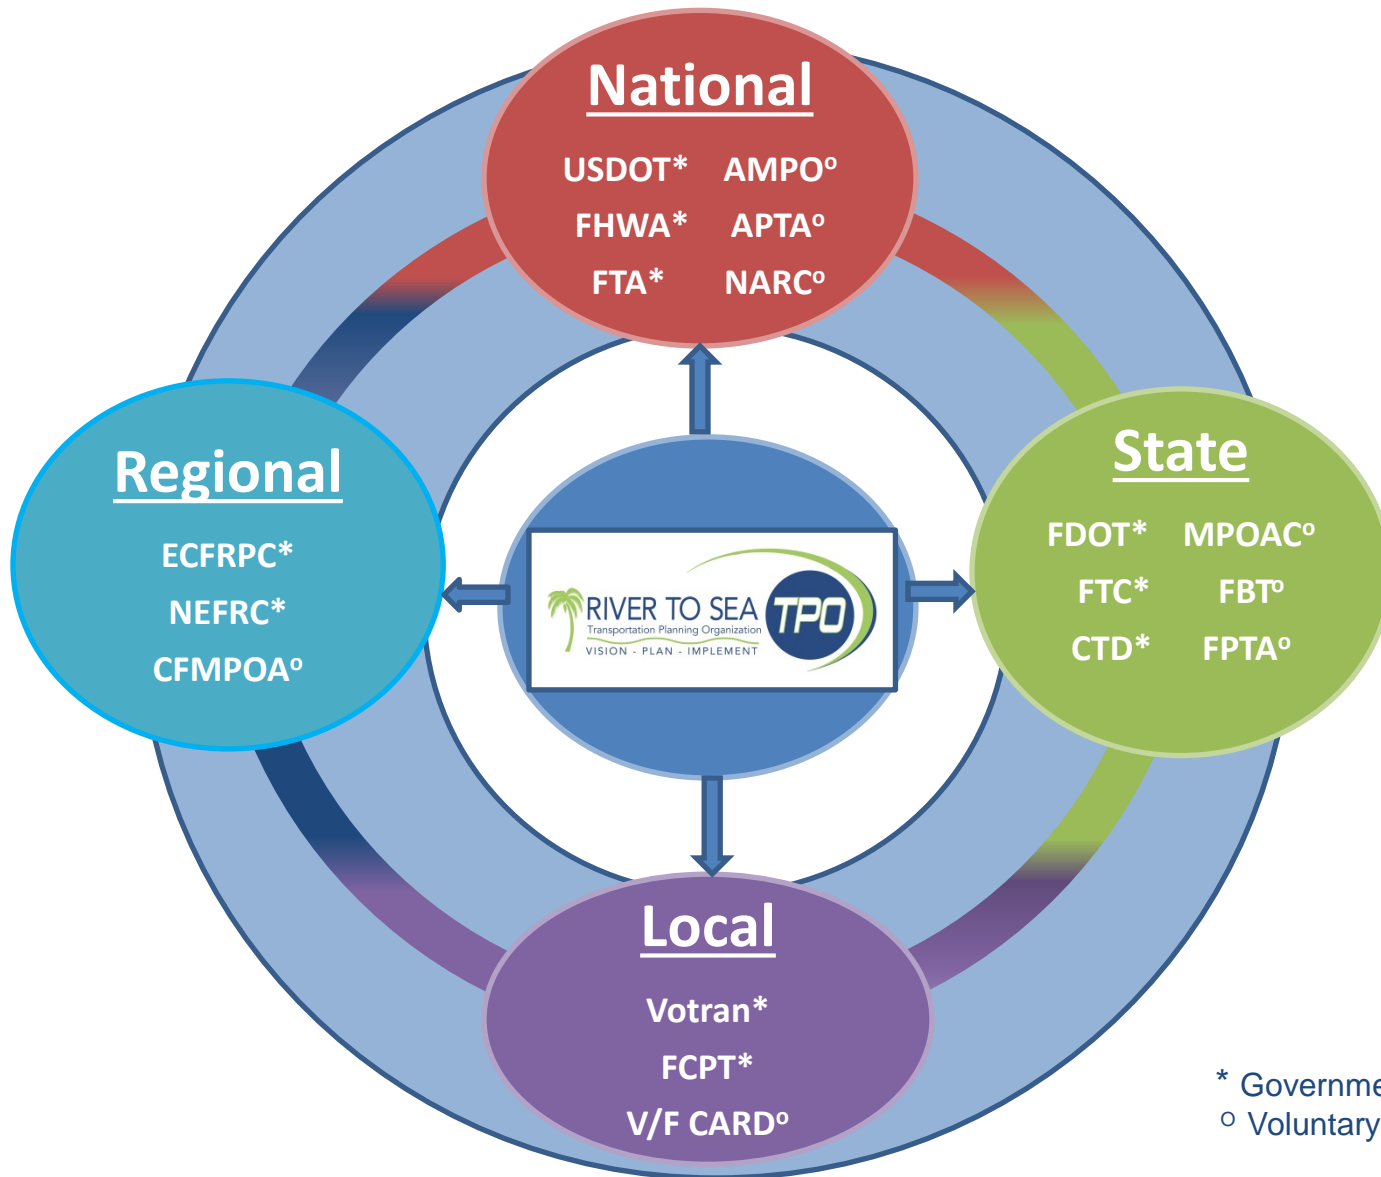 National
USDOT* AMPOº
FHWA* APTAº
FTA* NARCº
Regional
ECFRPC*
NEFRC*
CFMPOAº
State
FDOT* MPOACº
FTC* FBTº
CTD* FPTAº
RIVER TO SEA TPO
Transportation Planning Organization
VISION - PLAN - IMPLEMENT
Local
Votran*
FCPT*
V/F CARDº
* Governme
º Voluntary